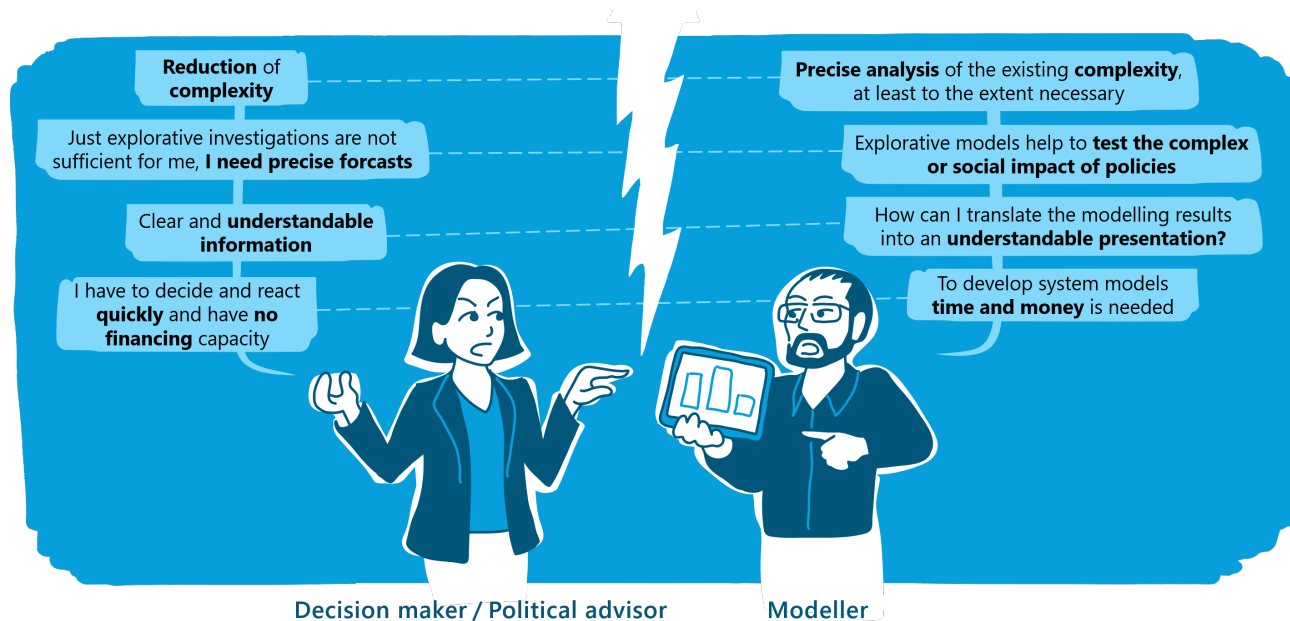 Reduction of
complexity
Just explorative investigations are not
sufficient for me, I need precise forcasts
Clear and understandable
information
I have to decide and react
quickly and have no
financing capacity
Precise analysis of the existing complexity,
at least to the extent necessary
Explorative models help to test the complex
or social impact of policies
How can I translate the modelling results
into an understandable presentation?
To develop system models
time and money is needed
Decision maker / Political advisor
Modeller